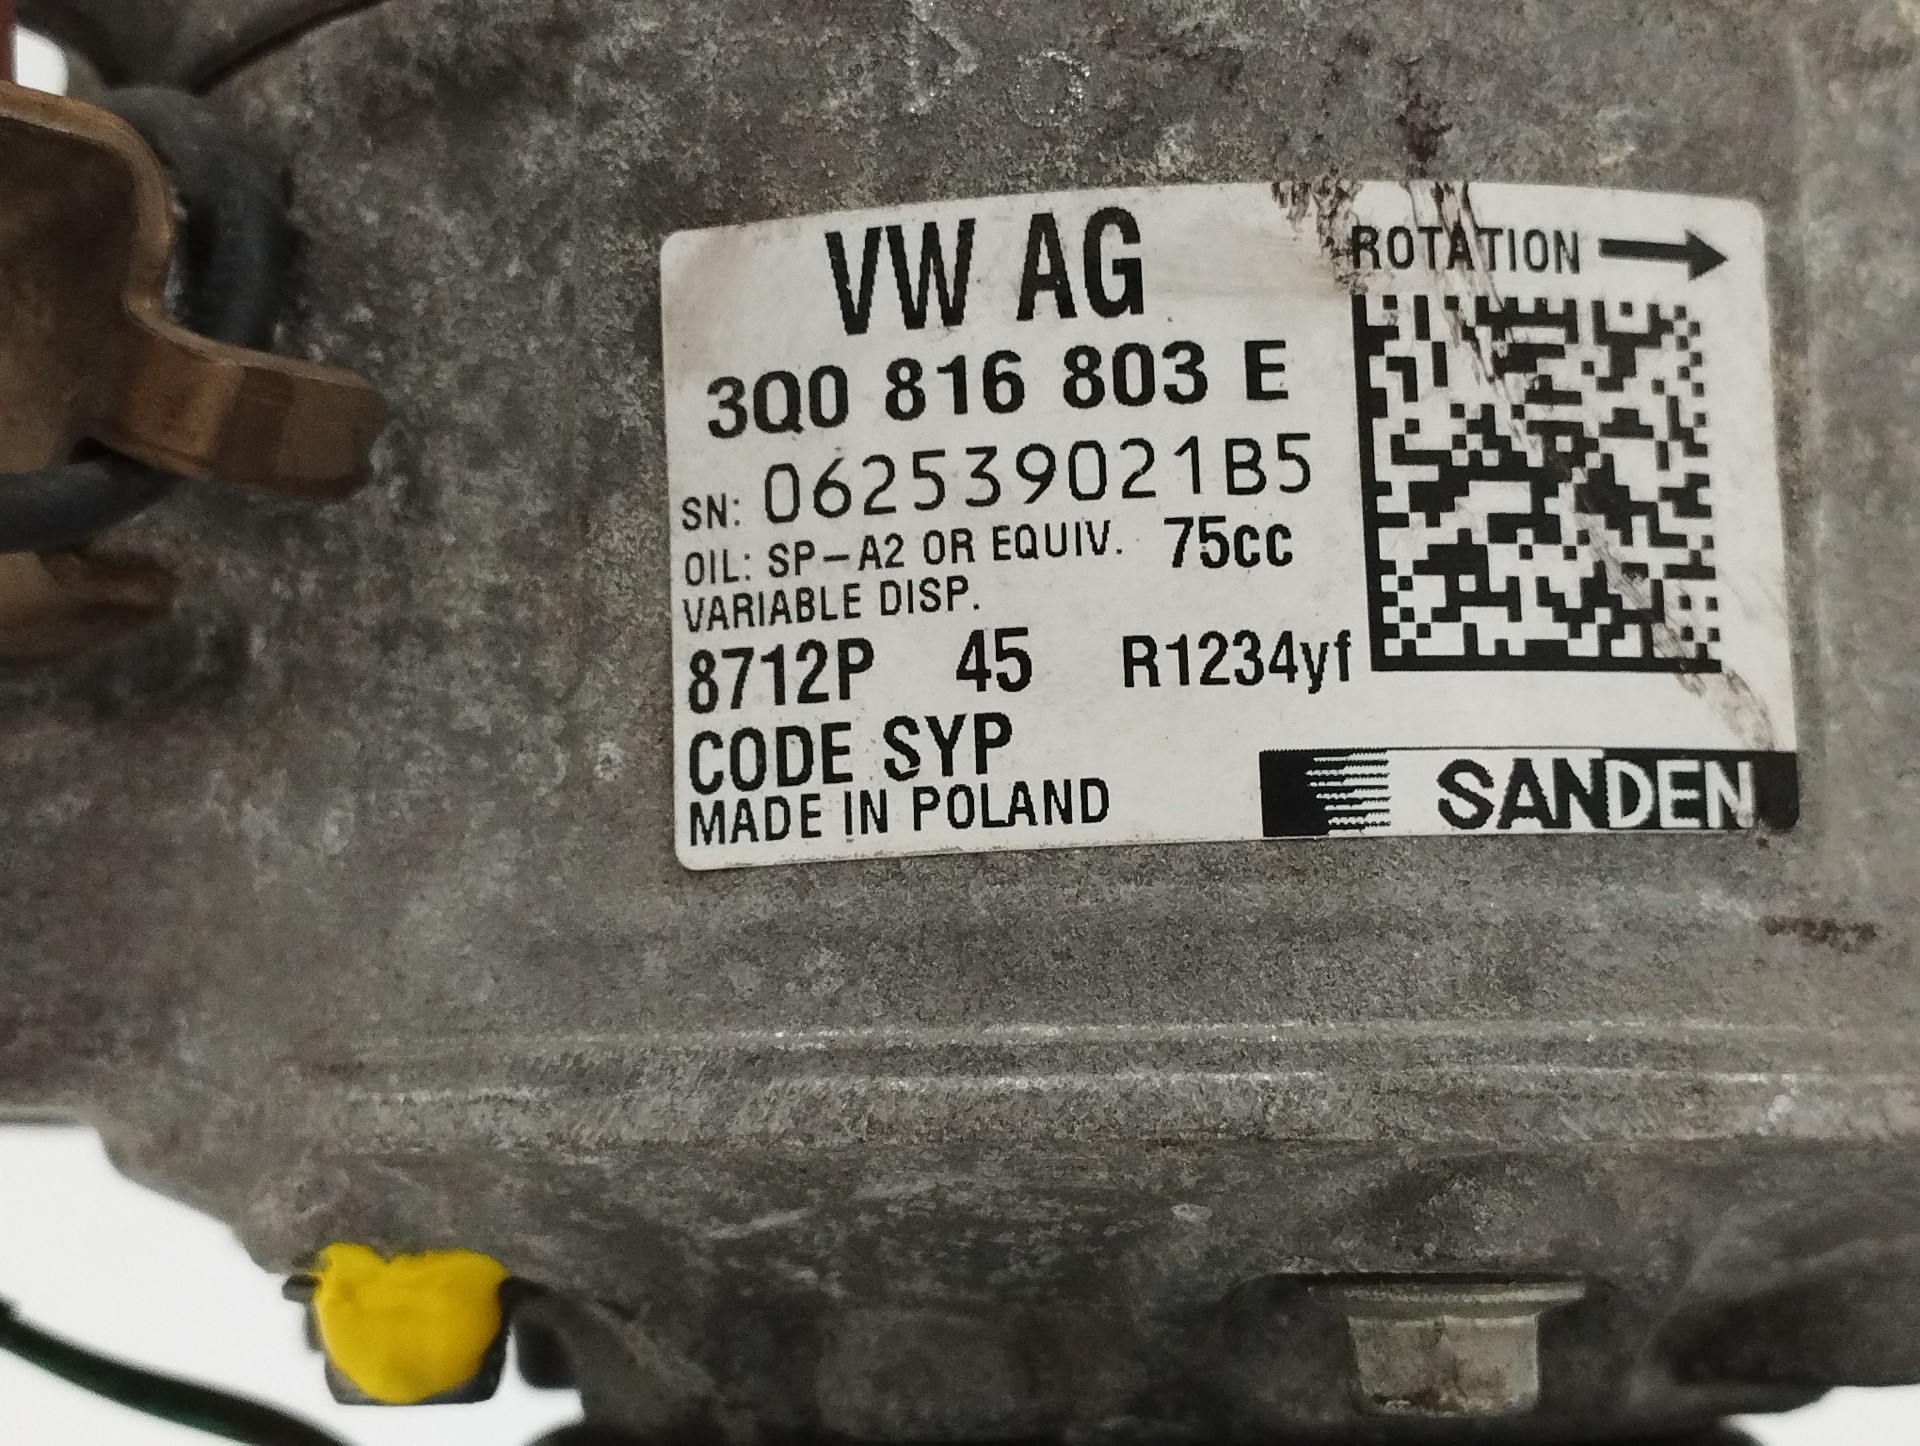 VW AG
ROTATION
3Q0 816 803 E
SN: 062539021B5
OIL: SP-A2 OR EQUIV. 75cc
VARIABLE DISP.
8712P 45 R1234yf
CODE SYP
MADE IN POLAND
SANDEN